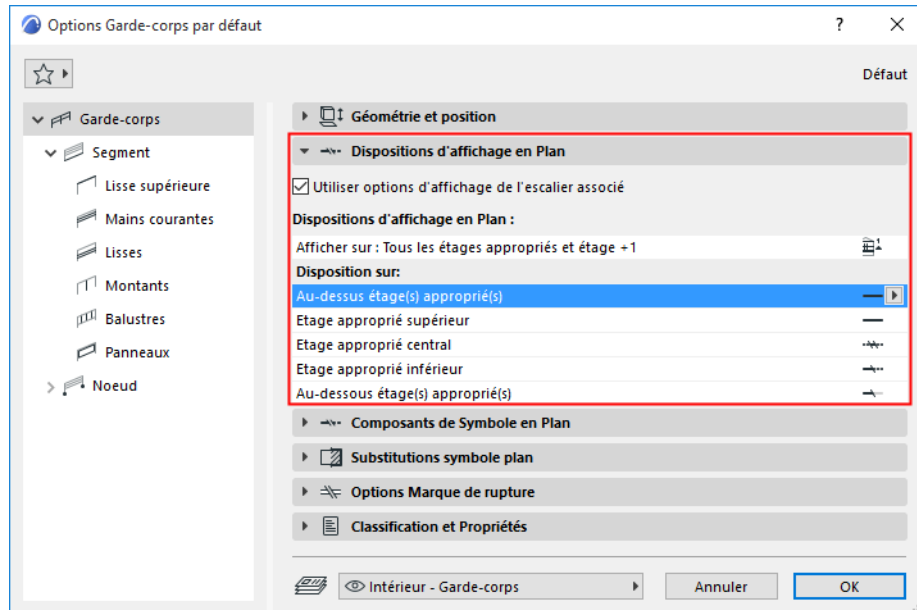 Options Garde-corps par défaut
?
Défaut
Garde-corps
Segment
Lisse supérieure
Mains courantes
Lisses
Montants
Balustres
Panneaux
Noeud
Géométrie et position
Dispositions d'affichage en Plan
Utiliser options d'affichage de l'escalier associé
Dispositions d'affichage en Plan :
Afficher sur : Tous les étages appropriés et étage +1
Disposition sur:
Au-dessus étage(s) approprié(s)
Etage approprié supérieur
Etage approprié central
Etage approprié inférieur
Au-dessous étage(s) approprié(s)
Composants de Symbole en Plan
Substitutions symbole plan
Options Marque de rupture
Classification et Propriétés
Intérieur - Garde-corps
Annuler
OK